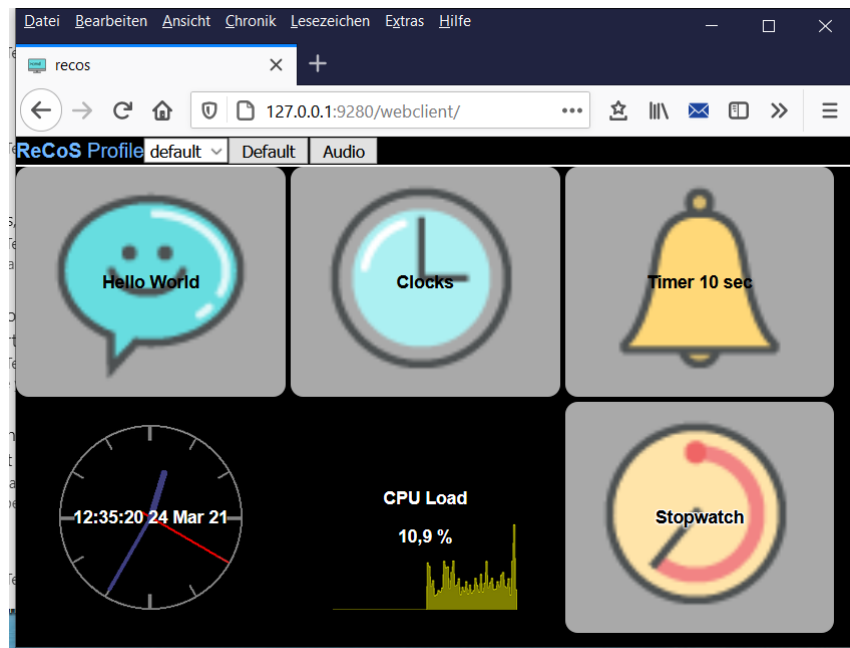 Datei Bearbeiten Ansicht Chronik Lesezeichen Extras Hilfe
recos
127.0.0.1:9280/webclient/
ReCoS Profile default Default Audio
Hello World
Clocks
Timer 10 sec
12:35:20 24 Mar 21
CPU Load
10,9 %
Stopwatch